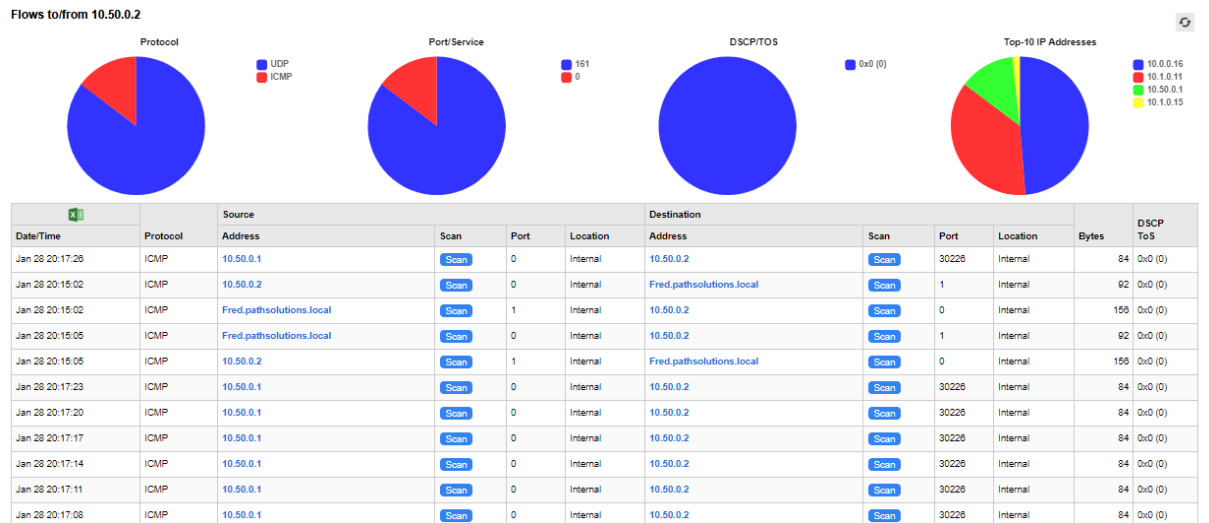 Flows to/from 10.50.0.2
Protocol
UDP
ICMP
Port/Service
161
0
DSCP/TOS
0x0 (0)
Top-10 IP Addresses
10.0.0.16
10.1.0.11
10.50.0.1
10.1.0.15
Source Destination
Date/Time Protocol Address Scan Port Location Address Scan Port Location Bytes DSCP ToS
Jan 28 20:17:26 ICMP 10.50.0.1 Scan 0 Internal 10.50.0.2 Scan 30226 Internal 84 0x0 (0)
Jan 28 20:15:02 ICMP 10.50.0.2 Scan 0 Internal Fred.pathsolutions.local Scan 1 Internal 92 0x0 (0)
Jan 28 20:15:02 ICMP Fred.pathsolutions.local Scan 1 Internal 10.50.0.2 Scan 0 Internal 156 0x0 (0)
Jan 28 20:15:05 ICMP Fred.pathsolutions.local Scan 0 Internal 10.50.0.2 Scan 1 Internal 92 0x0 (0)
Jan 28 20:15:05 ICMP 10.50.0.2 Scan 1 Internal Fred.pathsolutions.local Scan 0 Internal 156 0x0 (0)
Jan 28 20:17:23 ICMP 10.50.0.1 Scan 0 Internal 10.50.0.2 Scan 30226 Internal 84 0x0 (0)
Jan 28 20:17:20 ICMP 10.50.0.1 Scan 0 Internal 10.50.0.2 Scan 30226 Internal 84 0x0 (0)
Jan 28 20:17:17 ICMP 10.50.0.1 Scan 0 Internal 10.50.0.2 Scan 30226 Internal 84 0x0 (0)
Jan 28 20:17:14 ICMP 10.50.0.1 Scan 0 Internal 10.50.0.2 Scan 30226 Internal 84 0x0 (0)
Jan 28 20:17:11 ICMP 10.50.0.1 Scan 0 Internal 10.50.0.2 Scan 30226 Internal 84 0x0 (0)
Jan 28 20:17:08 ICMP 10.50.0.1 Scan 0 Internal 10.50.0.2 Scan 30226 Internal 84 0x0 (0)